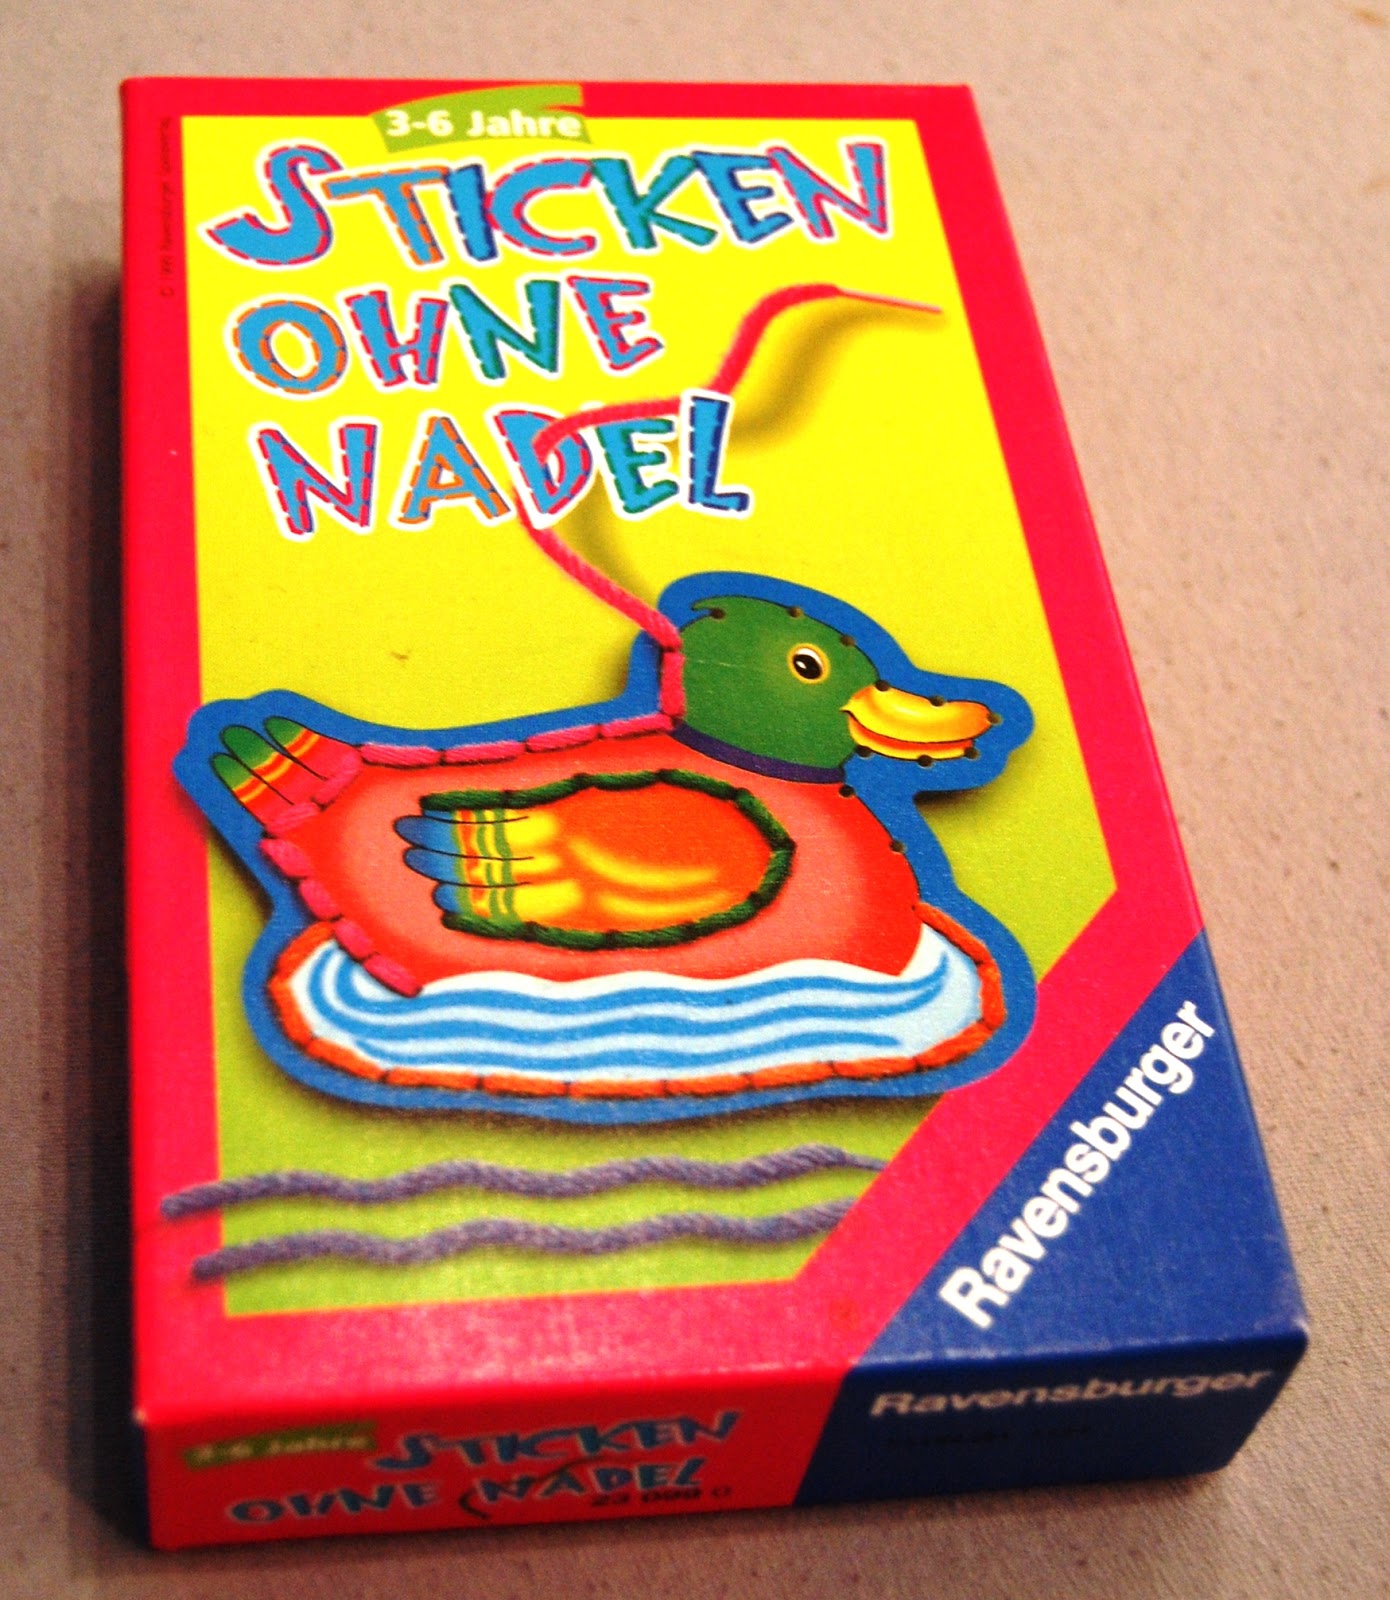 3-6 Jahre
STICKEN
OHNE
NADEL
Ravensburger
Ravensburger
3-6 Jahre
STICKEN
OHNE NADEL